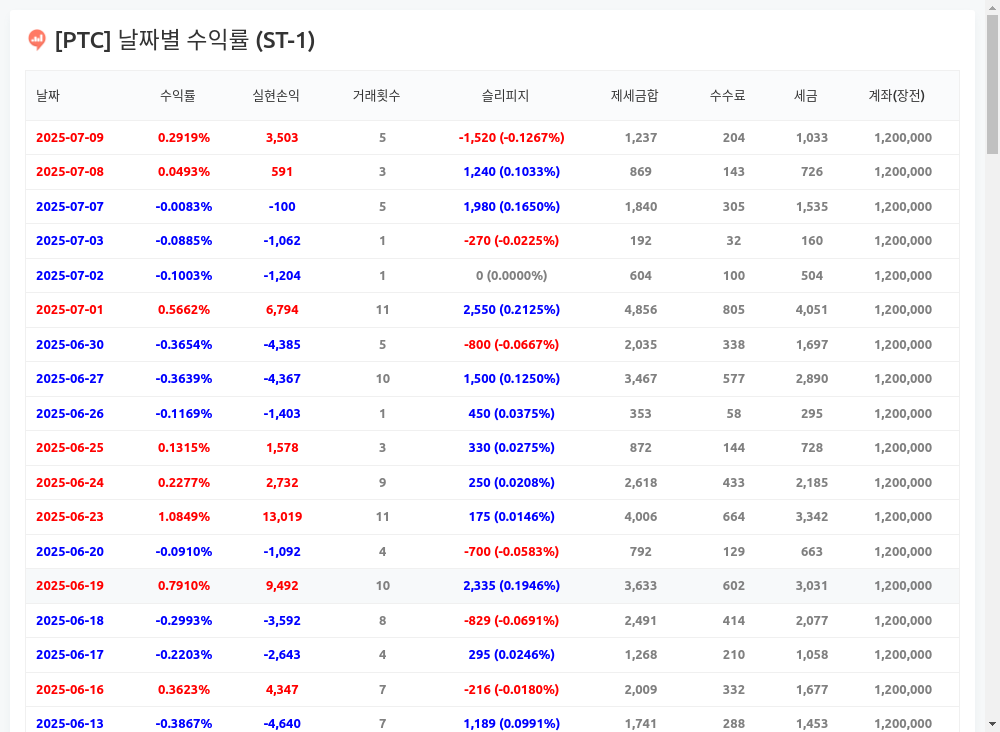 [PTC] 날짜별 수익률 (ST-1)
날짜 수익률 실현손익 거래횟수 슬리피지 제세금합 수수료 세금 계좌(장전)
2025-07-09 0.2919% 3,503 5 -1,520 (-0.1267%) 1,237 204 1,033 1,200,000
2025-07-08 0.0493% 591 3 1,240 (0.1033%) 869 143 726 1,200,000
2025-07-07 -0.0083% -100 5 1,980 (0.1650%) 1,840 305 1,535 1,200,000
2025-07-03 -0.0885% -1,062 1 -270 (-0.0225%) 192 32 160 1,200,000
2025-07-02 -0.1003% -1,204 1 0 (0.0000%) 604 100 504 1,200,000
2025-07-01 0.5662% 6,794 11 2,550 (0.2125%) 4,856 805 4,051 1,200,000
2025-06-30 -0.3654% -4,385 5 -800 (-0.0667%) 2,035 338 1,697 1,200,000
2025-06-27 -0.3639% -4,367 10 1,500 (0.1250%) 3,467 577 2,890 1,200,000
2025-06-26 -0.1169% -1,403 1 450 (0.0375%) 353 58 295 1,200,000
2025-06-25 0.1315% 1,578 3 330 (0.0275%) 872 144 728 1,200,000
2025-06-24 0.2277% 2,732 9 250 (0.0208%) 2,618 433 2,185 1,200,000
2025-06-23 1.0849% 13,019 11 175 (0.0146%) 4,006 664 3,342 1,200,000
2025-06-20 -0.0910% -1,092 4 -700 (-0.0583%) 792 129 663 1,200,000
2025-06-19 0.7910% 9,492 10 2,335 (0.1946%) 3,633 602 3,031 1,200,000
2025-06-18 -0.2993% -3,592 8 -829 (-0.0691%) 2,491 414 2,077 1,200,000
2025-06-17 -0.2203% -2,643 4 295 (0.0246%) 1,268 210 1,058 1,200,000
2025-06-16 0.3623% 4,347 7 -216 (-0.0180%) 2,009 332 1,677 1,200,000
2025-06-13 -0.3867% -4,640 7 1,189 (0.0991%) 1,741 288 1,453 1,200,000